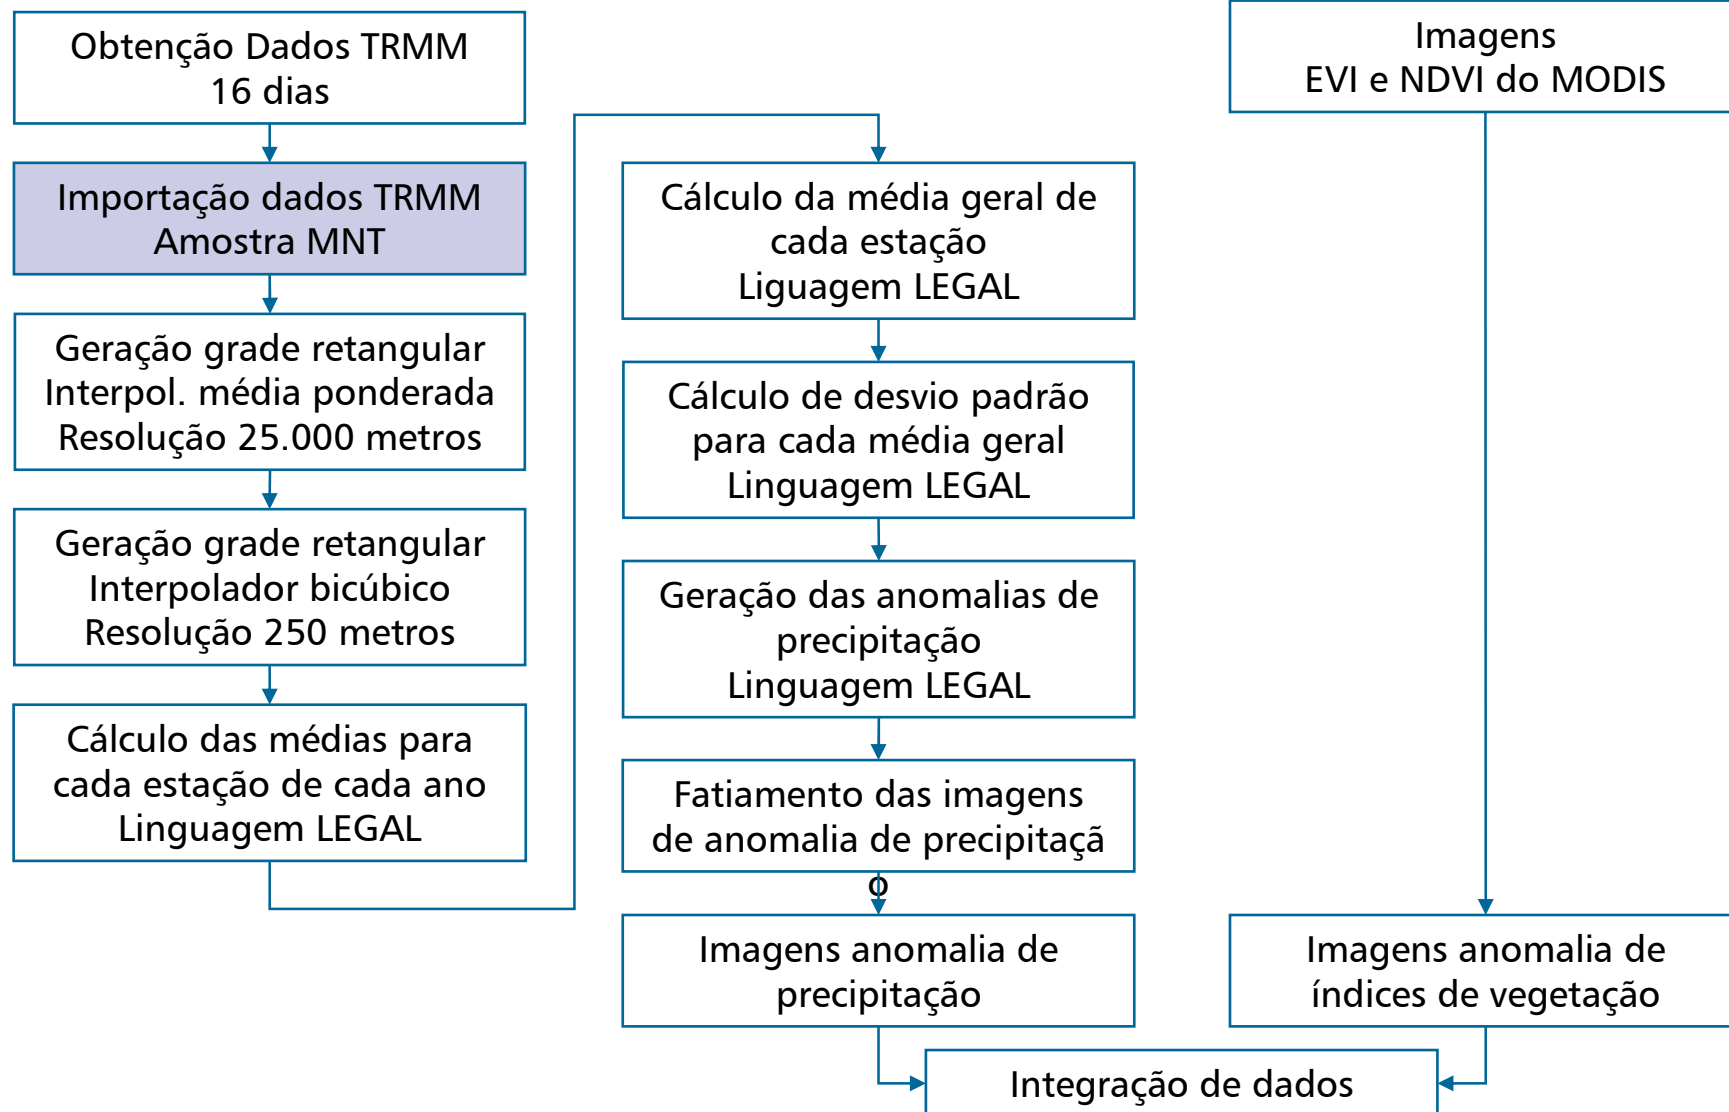 Obtenção Dados TRMM
16 dias
Importação dados TRMM
Amostra MNT
Geração grade retangular
Interpol. média ponderada
Resolução 25.000 metros
Geração grade retangular
Interpolador bicúbico
Resolução 250 metros
Cálculo das médias para
cada estação de cada ano
Linguagem LEGAL
Cálculo da média geral de
cada estação
Liguagem LEGAL
Cálculo de desvio padrão
para cada média geral
Linguagem LEGAL
Geração das anomalias de
precipitação
Linguagem LEGAL
Fatiamento das imagens
de anomalia de precipitaçã
o
Imagens anomalia de
precipitação
Imagens
EVI e NDVI do MODIS
Imagens anomalia de
índices de vegetação
Integração de dados